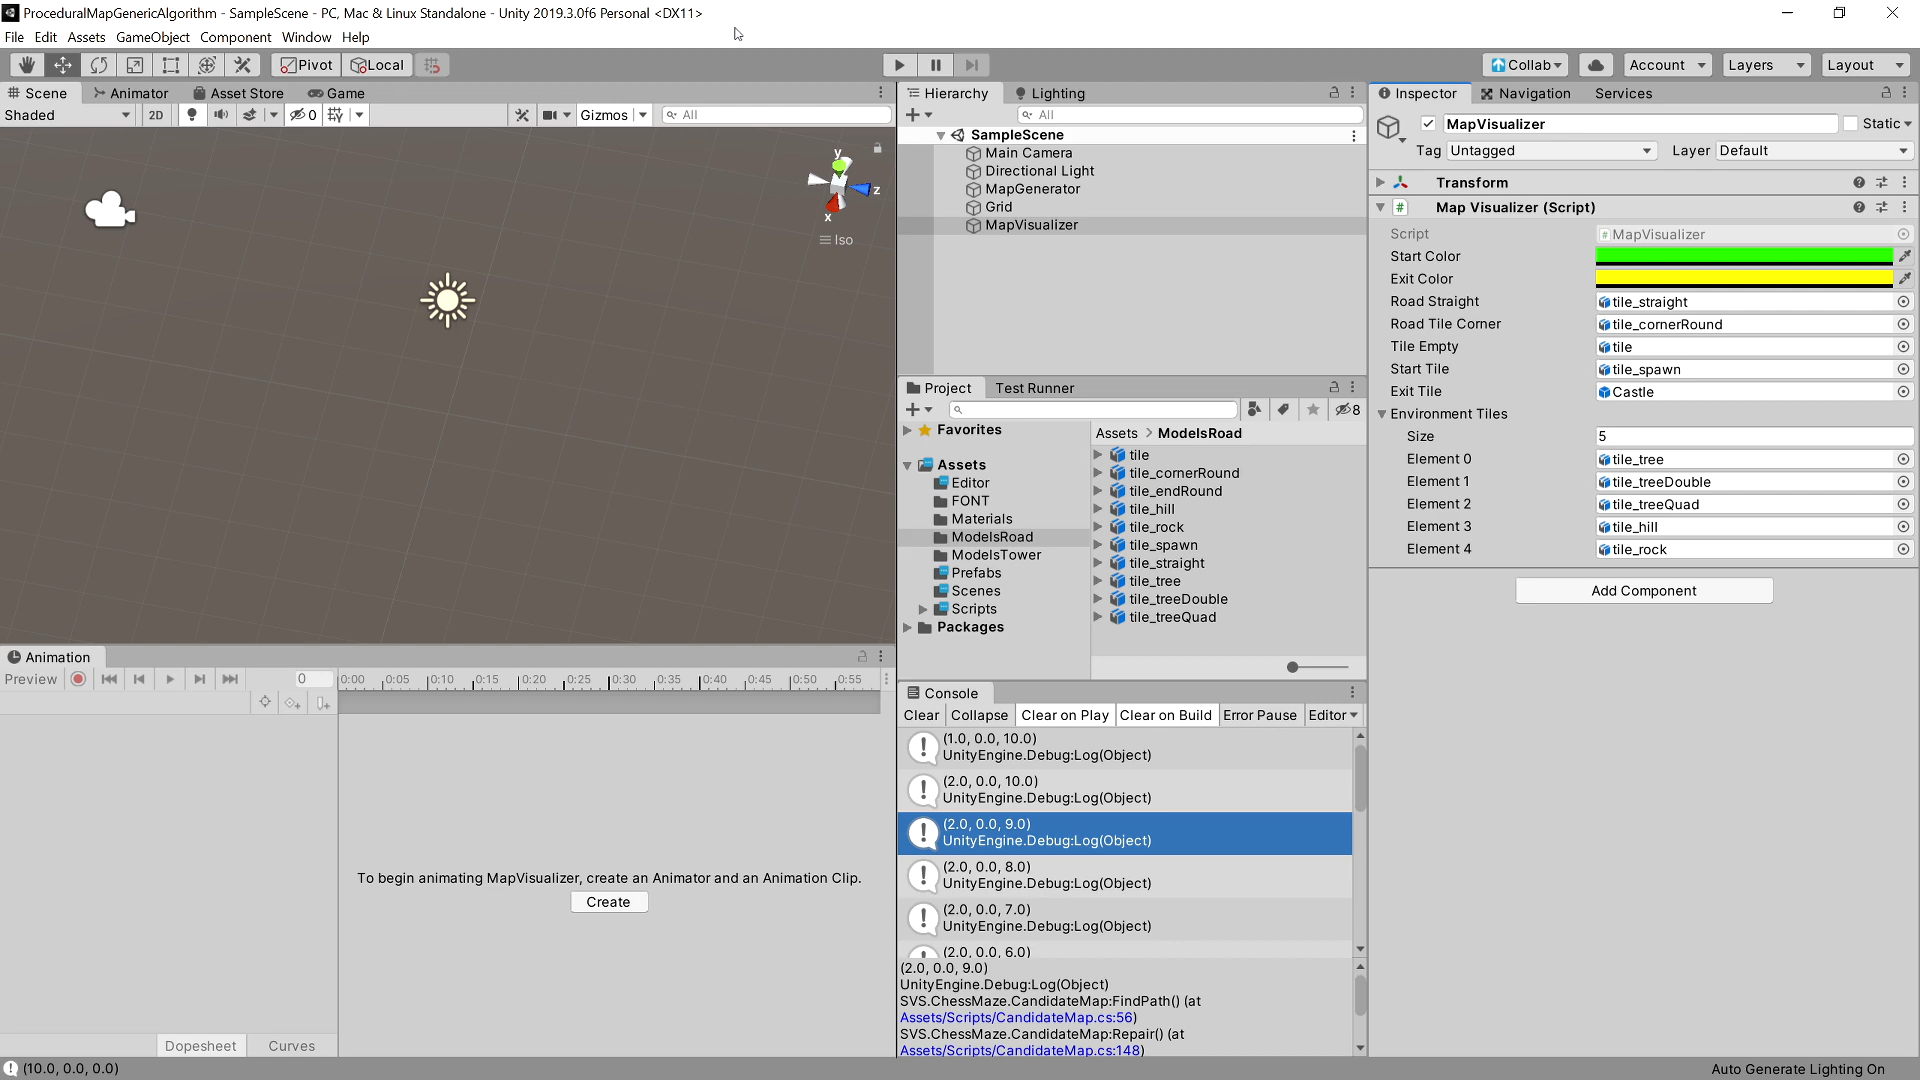 ProceduralMapGenericAlgorithm - SampleScene - PC, Mac & Linux Standalone - Unity 2019.3.0f6 Personal <DX11>
File Edit Assets GameObject Component Window Help
Pivot Local Collab Account Layers Layout
Scene Animator Asset Store Game
Shaded 2D 0 Gizmos All
y
z
x
Iso
Hierarchy Lighting
All
SampleScene
Main Camera
Directional Light
MapGenerator
Grid
MapVisualizer
Project Test Runner
8
Favorites
Assets
Editor
FONT
Materials
ModelsRoad
ModelsTower
Prefabs
Scenes
Scripts
Packages
Assets > ModelsRoad
tile
tile_cornerRound
tile_endRound
tile_hill
tile_rock
tile_spawn
tile_straight
tile_tree
tile_treeDouble
tile_treeQuad
Console
Clear Collapse Clear on Play Clear on Build Error Pause Editor
(1.0, 0.0, 10.0)
UnityEngine.Debug:Log(Object)
(2.0, 0.0, 10.0)
UnityEngine.Debug:Log(Object)
(2.0, 0.0, 9.0)
UnityEngine.Debug:Log(Object)
(2.0, 0.0, 8.0)
UnityEngine.Debug:Log(Object)
(2.0, 0.0, 7.0)
UnityEngine.Debug:Log(Object)
(2.0, 0.0, 6.0)
(2.0, 0.0, 9.0)
UnityEngine.Debug:Log(Object)
SVS.ChessMaze.CandidateMap:FindPath() (at
Assets/Scripts/CandidateMap.cs:56)
SVS.ChessMaze.CandidateMap:Repair() (at
Assets/Scripts/CandidateMap.cs:148)
Inspector Navigation Services
MapVisualizer Static
Tag Untagged Layer Default
Transform
# Map Visualizer (Script)
Script # MapVisualizer
Start Color
Exit Color
Road Straight tile_straight
Road Tile Corner tile_cornerRound
Tile Empty tile
Start Tile tile_spawn
Exit Tile Castle
Environment Tiles
Size 5
Element 0 tile_tree
Element 1 tile_treeDouble
Element 2 tile_treeQuad
Element 3 tile_hill
Element 4 tile_rock
Add Component
Animation
Preview 0 0:00 0:05 0:10 0:15 0:20 0:25 0:30 0:35 0:40 0:45 0:50 0:55
To begin animating MapVisualizer, create an Animator and an Animation Clip.
Create
Dopesheet Curves
(10.0, 0.0, 0.0)
Auto Generate Lighting On